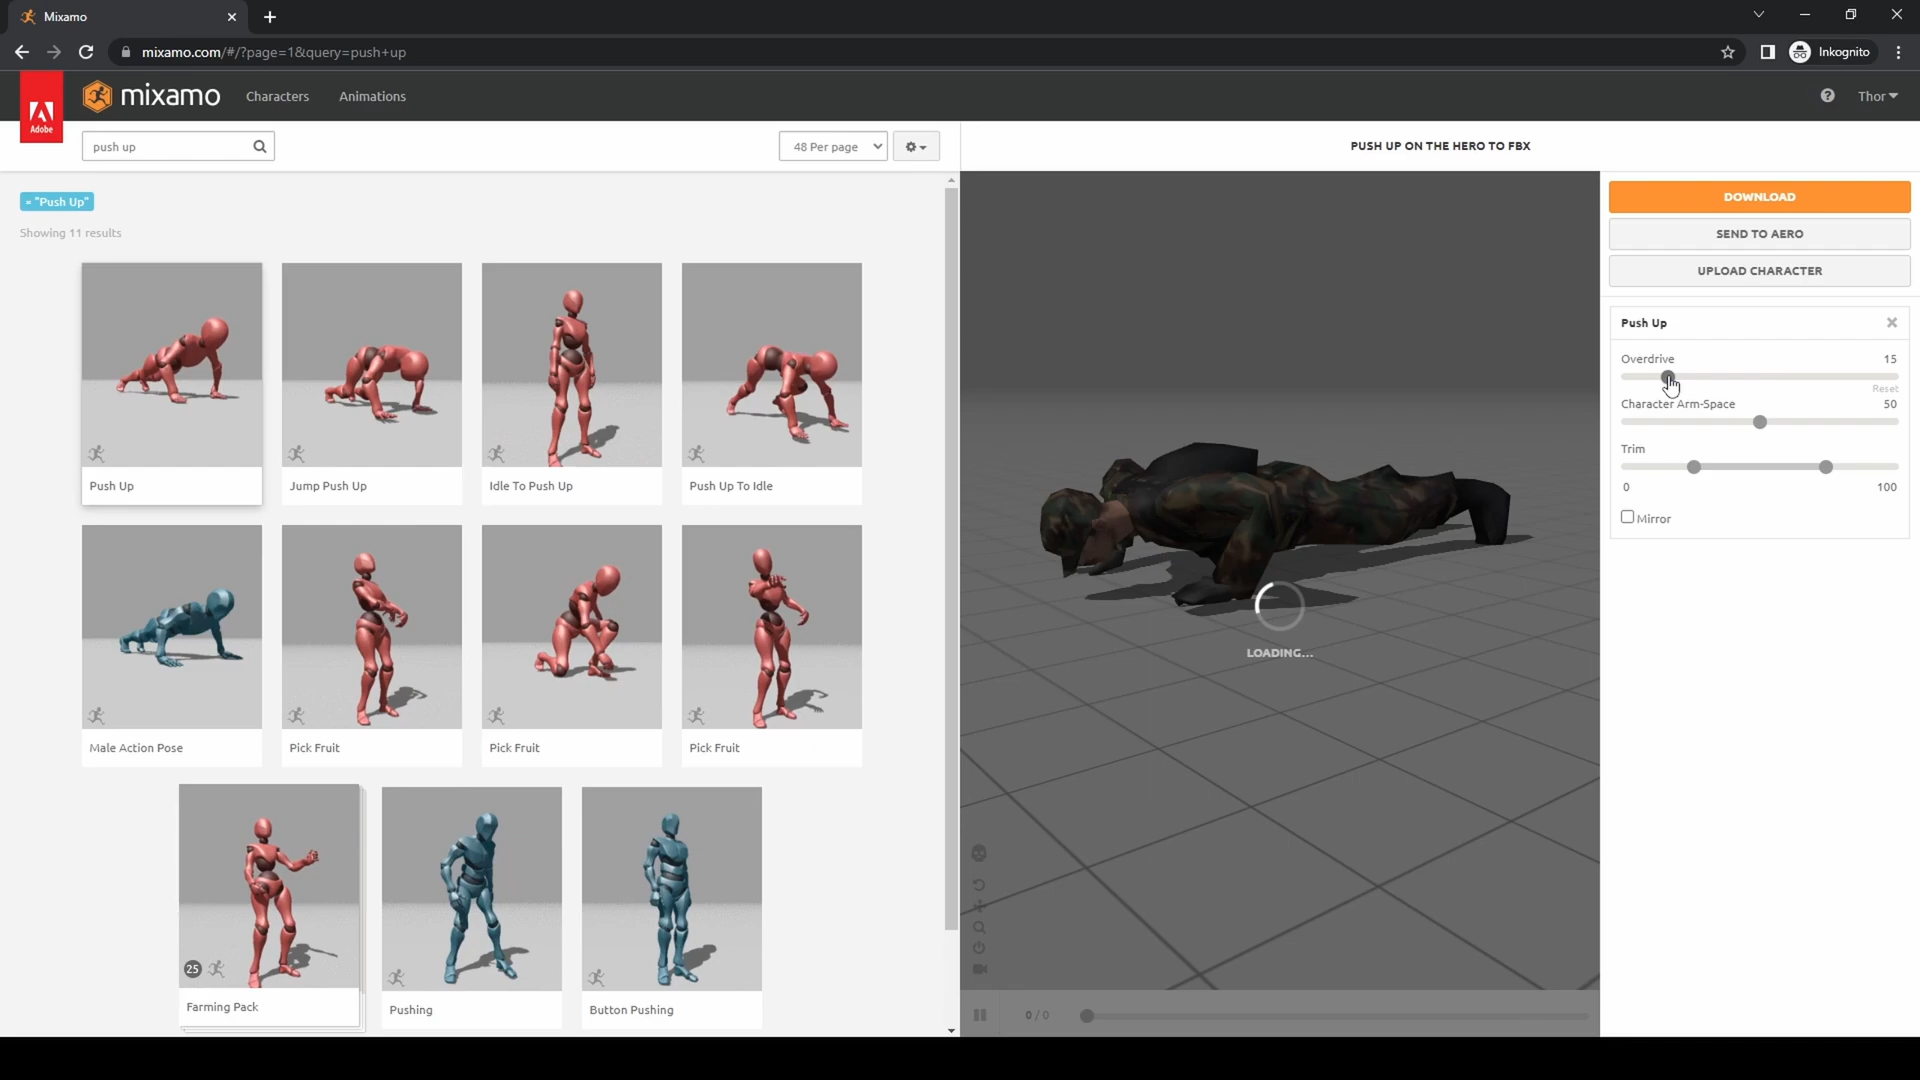 Mixamo
mixamo.com/#/?page=1&query=push+up
Inkognito
Adobe
mixamo
Characters
Animations
Thor
push up
48 Per page
PUSH UP ON THE HERO TO FBX
= "Push Up"
Showing 11 results
DOWNLOAD
SEND TO AERO
UPLOAD CHARACTER
Push Up
Overdrive 15
Reset
Character Arm-Space 50
Trim
0 100
Mirror
Push Up
Jump Push Up
Idle To Push Up
Push Up To Idle
LOADING...
Male Action Pose
Pick Fruit
Pick Fruit
Pick Fruit
25
Farming Pack
Pushing
Button Pushing
0 / 0